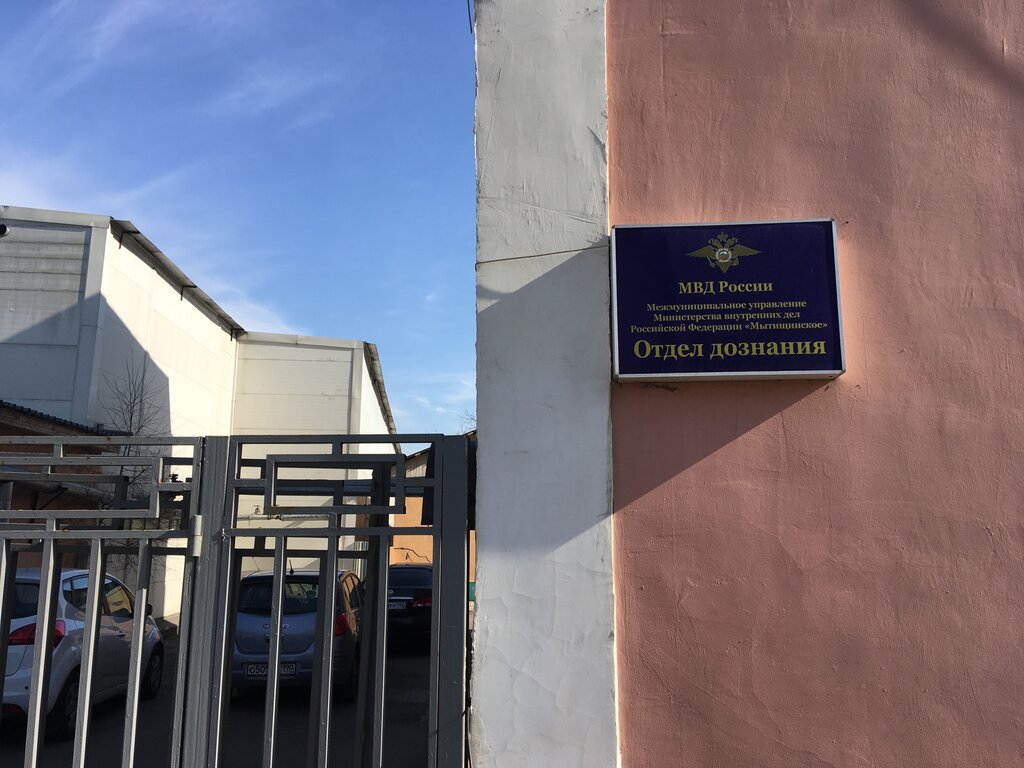 МВД России
Межмуниципальное управление
Министерства внутренних дел
Российской Федерации «Мытищинское»
Отдел дознания